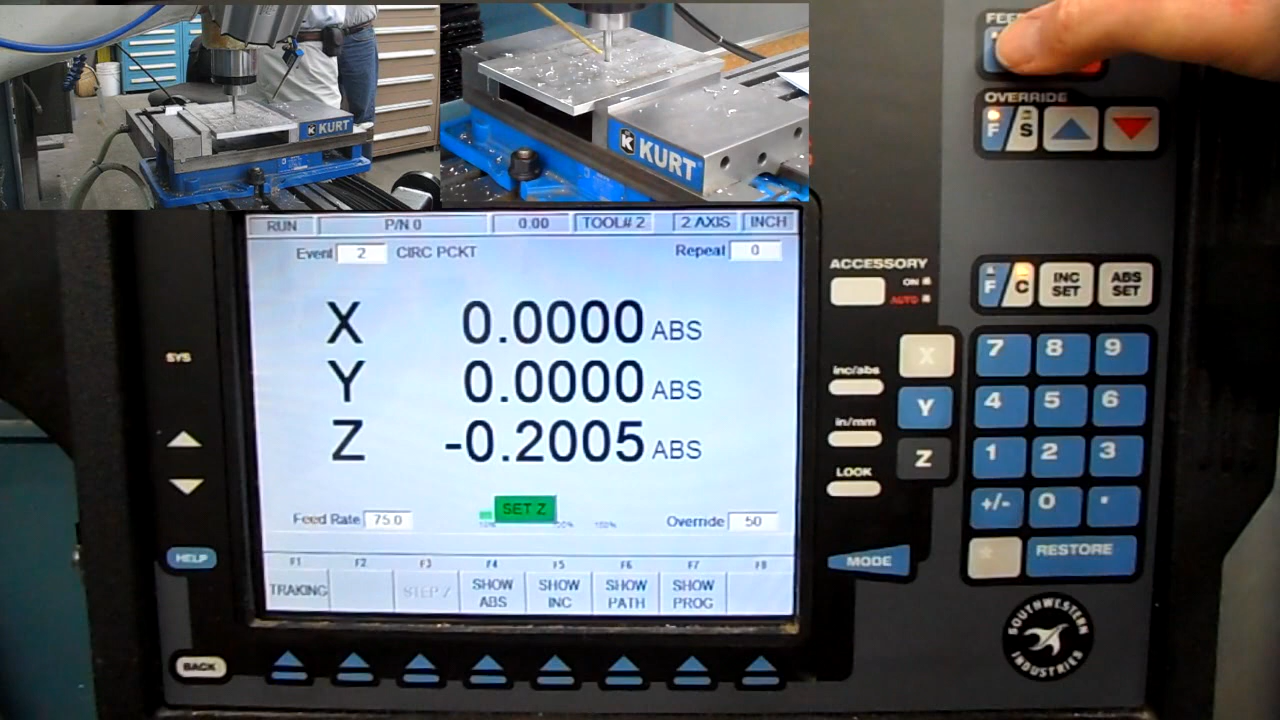 KURT
KURT
FEED
OVERRIDE
F S
RUN P/N 0 0.00 TOOL# 2 2 AXIS INCH
Event 2 CIRC PCKT Repeat 0
X 0.0000 ABS
Y 0.0000 ABS
Z -0.2005 ABS
SET Z
Feed Rate 75.0 Override 50
F1 F2 F3 F4 F5 F6 F7 F8
TRAKING STEP Z SHOW ABS SHOW INC SHOW PATH SHOW PROG
SYS
HELP
BACK
ACCESSORY
ON
AUTO
inc/abs
in/mm
LOOK
MODE
F C INC SET ABS SET
X 7 8 9
Y 4 5 6
Z 1 2 3
+/- 0 .
* RESTORE
SOUTHWESTERN
INDUSTRIES